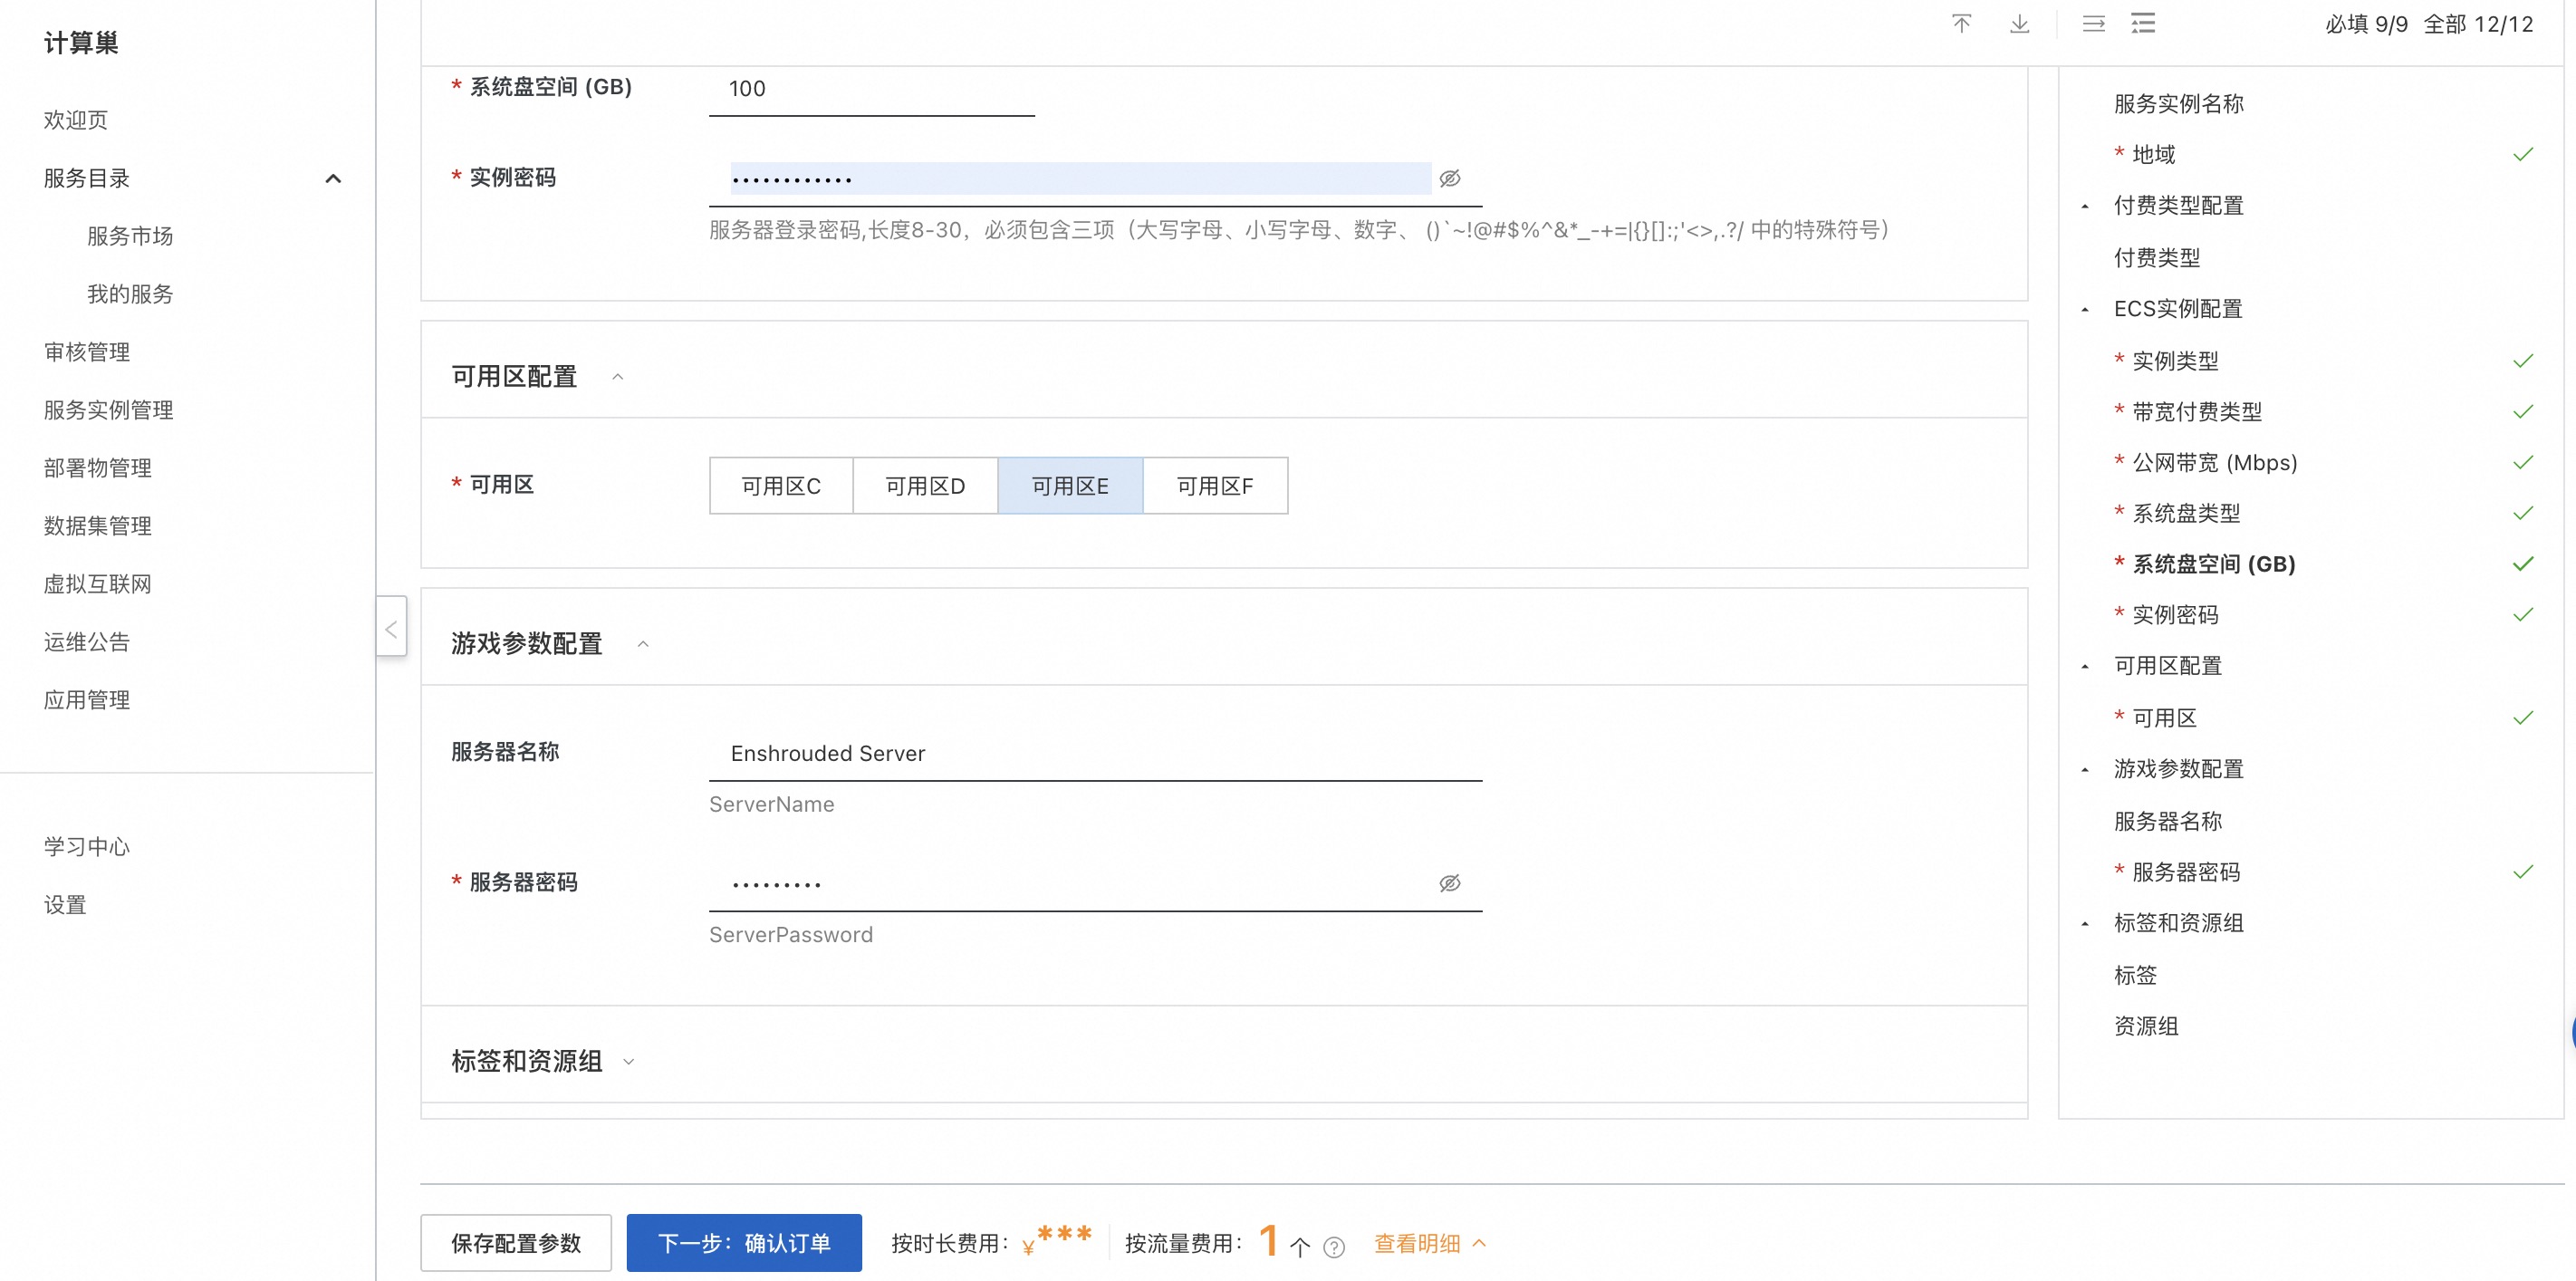 计算巢
欢迎页
服务目录
服务市场
我的服务
审核管理
服务实例管理
部署物管理
数据集管理
虚拟互联网
运维公告
应用管理
学习中心
设置
必填 9/9 全部 12/12
* 系统盘空间 (GB)
100
* 实例密码
••••••••••••
服务器登录密码,长度8-30，必须包含三项（大写字母、小写字母、数字、 ()`~!@#$%^&*_-+=|{}[]:;'<>,.?/ 中的特殊符号）
可用区配置
* 可用区
可用区C 可用区D 可用区E 可用区F
游戏参数配置
服务器名称
Enshrouded Server
ServerName
* 服务器密码
•••••••••
ServerPassword
标签和资源组
服务实例名称
* 地域
付费类型配置
付费类型
ECS实例配置
* 实例类型
* 带宽付费类型
* 公网带宽 (Mbps)
* 系统盘类型
* 系统盘空间 (GB)
* 实例密码
可用区配置
* 可用区
游戏参数配置
服务器名称
* 服务器密码
标签和资源组
标签
资源组
保存配置参数 下一步：确认订单 按时长费用： ¥*** 按流量费用： 1 个 ? 查看明细